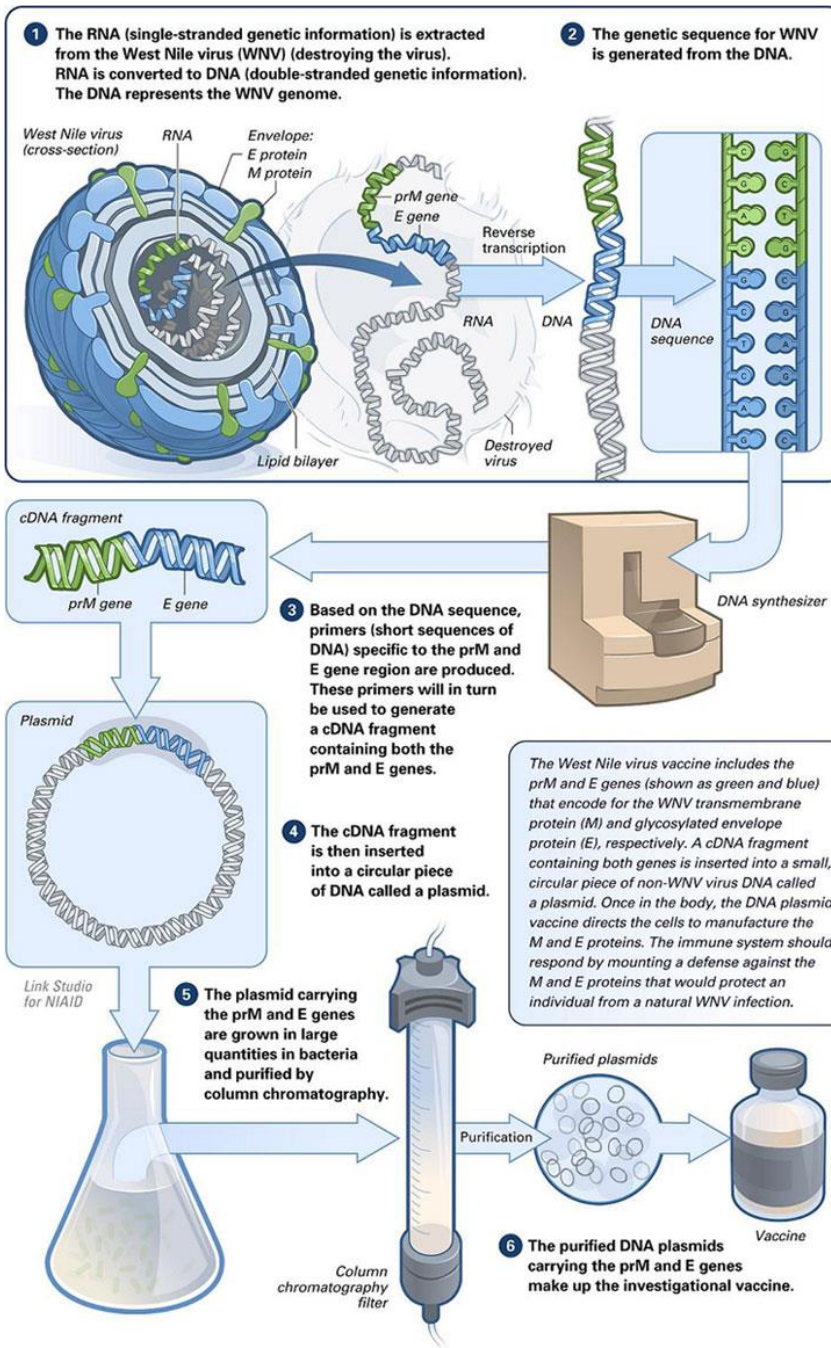 1 The RNA (single-stranded genetic information) is extracted
from the West Nile virus (WNV) (destroying the virus).
RNA is converted to DNA (double-stranded genetic information).
The DNA represents the WNV genome.
2 The genetic sequence for WNV
is generated from the DNA.
West Nile virus
(cross-section)
RNA
Envelope:
E protein
M protein
prM gene
E gene
Reverse
transcription
RNA
DNA
DNA
sequence
C G
G C
A T
C G
G C
C G
T A
C G
A T
G C
Lipid bilayer
Destroyed
virus
cDNA fragment
prM gene
E gene
DNA synthesizer
3 Based on the DNA sequence,
primers (short sequences of
DNA) specific to the prM and
E gene region are produced.
These primers will in turn
be used to generate
a cDNA fragment
containing both the
prM and E genes.
Plasmid
4 The cDNA fragment
is then inserted
into a circular piece
of DNA called a plasmid.
The West Nile virus vaccine includes the
prM and E genes (shown as green and blue)
that encode for the WNV transmembrane
protein (M) and glycosylated envelope
protein (E), respectively. A cDNA fragment
containing both genes is inserted into a small,
circular piece of non-WNV virus DNA called
a plasmid. Once in the body, the DNA plasmid
vaccine directs the cells to manufacture the
M and E proteins. The immune system should
respond by mounting a defense against the
M and E proteins that would protect an
individual from a natural WNV infection.
Link Studio
for NIAID
5 The plasmid carrying
the prM and E genes
are grown in large
quantities in bacteria
and purified by
column chromatography.
Purified plasmids
Purification
Vaccine
Column
chromatography
filter
6 The purified DNA plasmids
carrying the prM and E genes
make up the investigational vaccine.